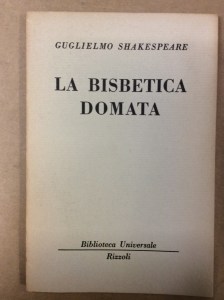 GUGLIELMO SHAKESPEARE
LA BISBETICA
DOMATA
Biblioteca Universale
Rizzoli